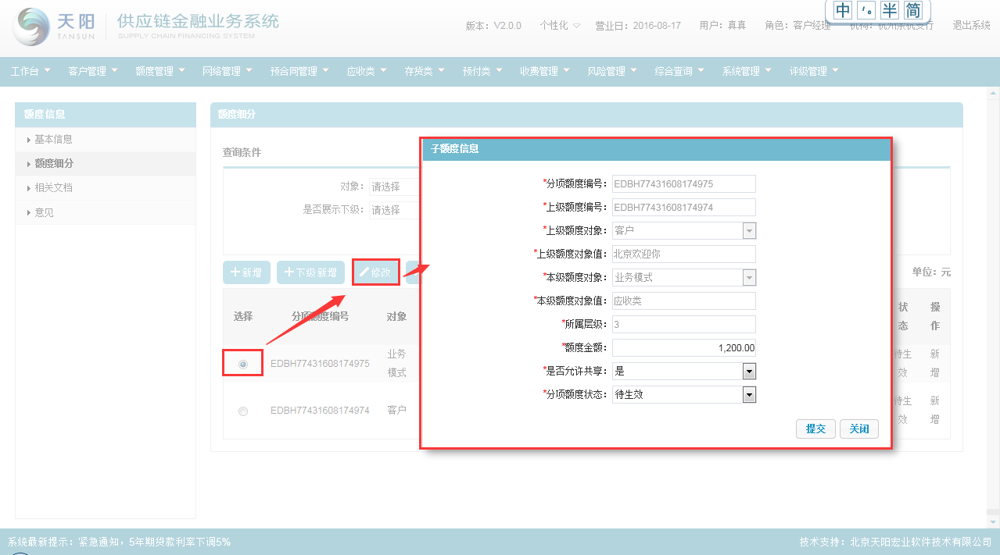 中 ’。 半 简
天阳 TANSUN
供应链金融业务系统
SUPPLY CHAIN FINANCING SYSTEM
版本：V2.0.0 个性化 营业日：2016-08-17 用户：真真 角色：客户经理 机构：杭州余杭支行 退出系统
工作台 客户管理 额度管理 网络管理 预合同管理 应收类 存货类 预付类 收费管理 风险管理 综合查询 系统管理 评级管理
额度信息
基本信息
额度细分
相关文档
意见
额度细分
查询条件
对象： 请选择
是否展示下级： 请选择
新增 下级新增 修改
单位：元
选择 分项额度编号 对象 状态 操作
EDBH77431608174975 业务模式 待生效 新增
EDBH77431608174974 客户 待生效 新增
子额度信息
*分项额度编号： EDBH77431608174975
*上级额度编号： EDBH77431608174974
*上级额度对象： 客户
*上级额度对象值： 北京欢迎你
*本级额度对象： 业务模式
*本级额度对象值： 应收类
*所属层级： 3
*额度金额： 1,200.00
*是否允许共享： 是
*分项额度状态： 待生效
提交 关闭
系统最新提示：紧急通知，5年期贷款利率下调5%
技术支持：北京天阳宏业软件技术有限公司